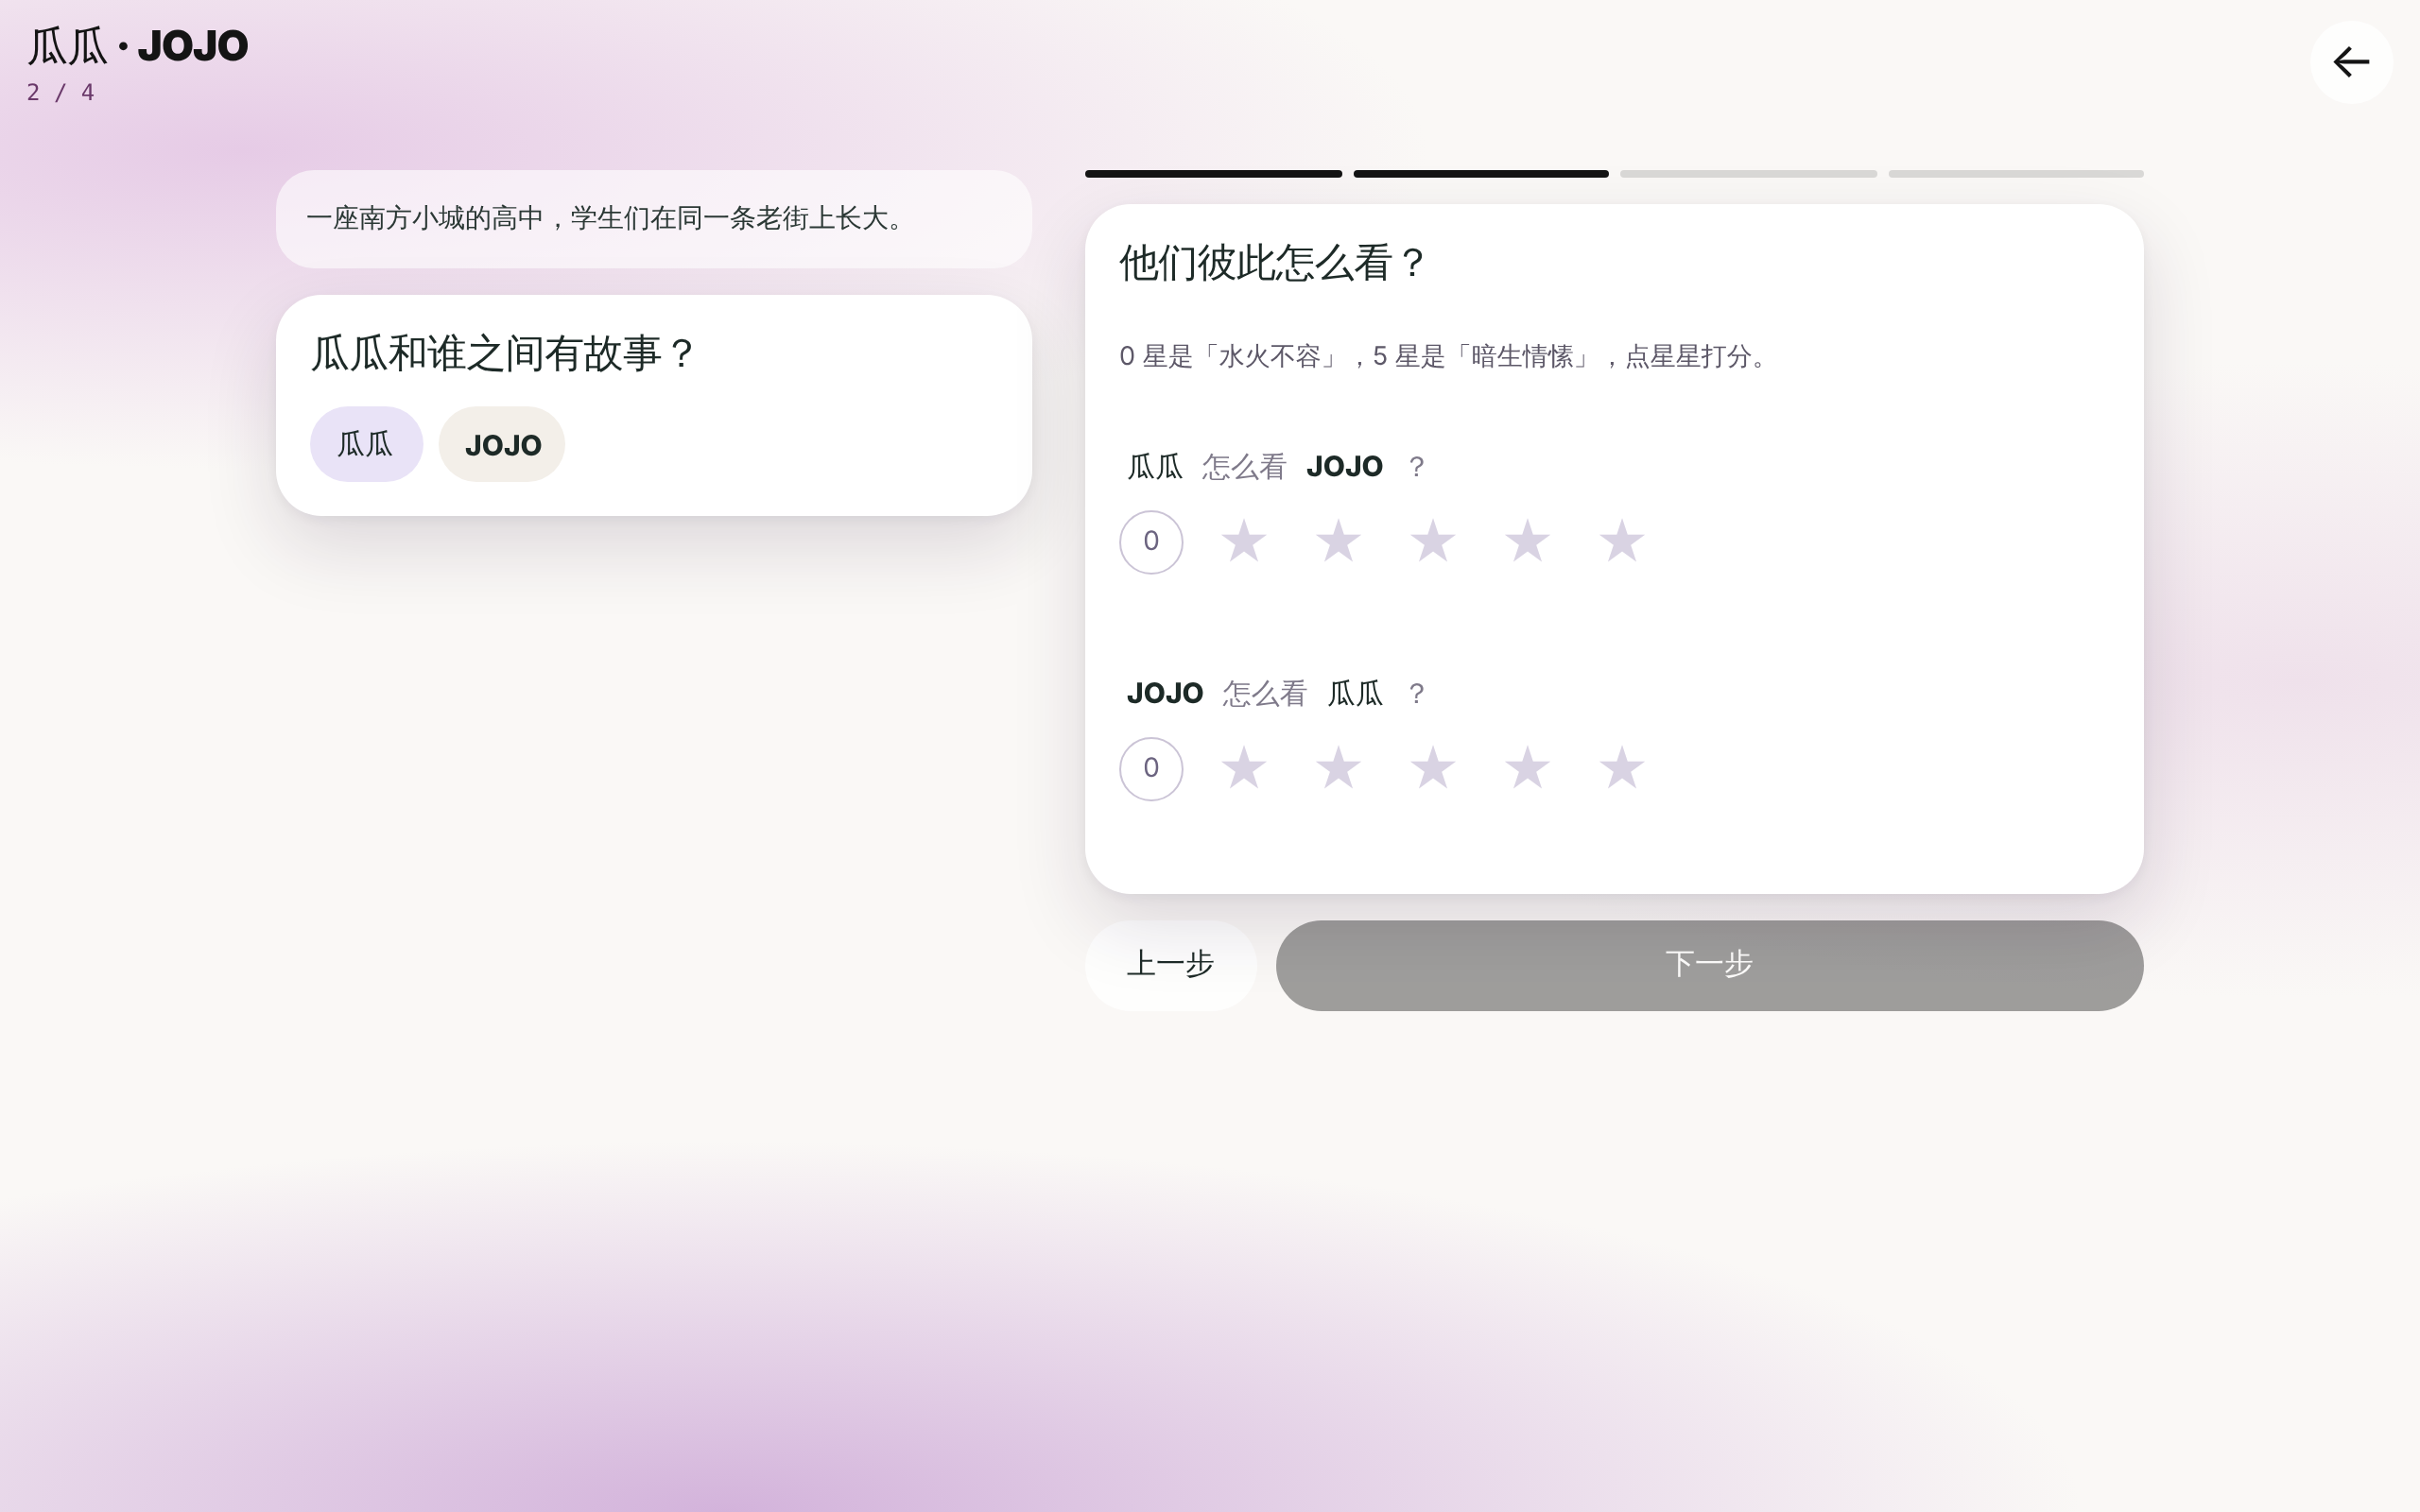 瓜瓜 · JOJO
2 / 4
一座南方小城的高中，学生们在同一条老街上长大。
瓜瓜和谁之间有故事？
瓜瓜 JOJO
他们彼此怎么看？
0 星是「水火不容」，5 星是「暗生情愫」，点星星打分。
瓜瓜 怎么看 JOJO ？
0 ★ ★ ★ ★ ★
JOJO 怎么看 瓜瓜 ？
0 ★ ★ ★ ★ ★
上一步 下一步